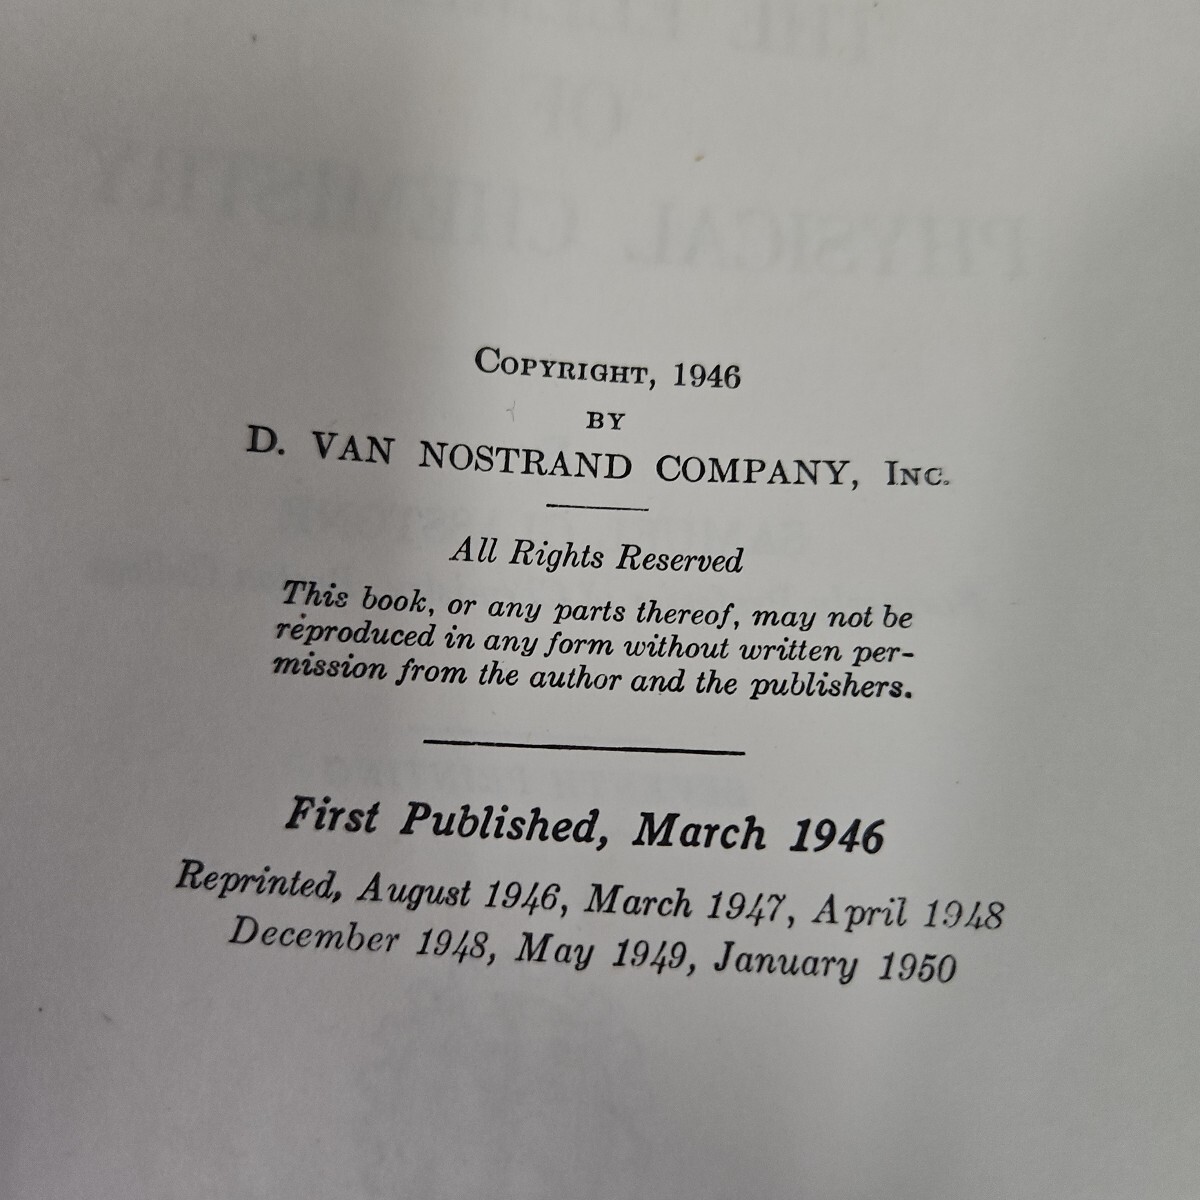 COPYRIGHT, 1946
BY
D. VAN NOSTRAND COMPANY, INC.
All Rights Reserved
This book, or any parts thereof, may not be
reproduced in any form without written per-
mission from the author and the publishers.
First Published, March 1946
Reprinted, August 1946, March 1947, April 1948
December 1948, May 1949, January 1950